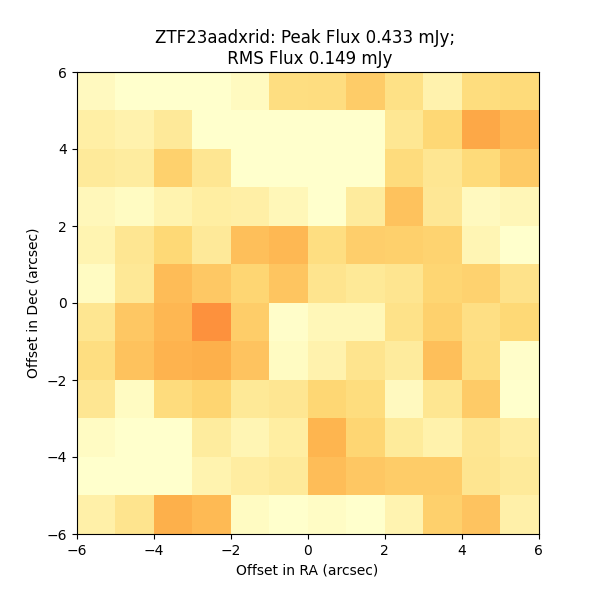 ZTF23aadxrid: Peak Flux 0.433 mJy;
RMS Flux 0.149 mJy
6
4
2
0
−2
−4
−6
Offset in Dec (arcsec)
−6 −4 −2 0 2 4 6
Offset in RA (arcsec)